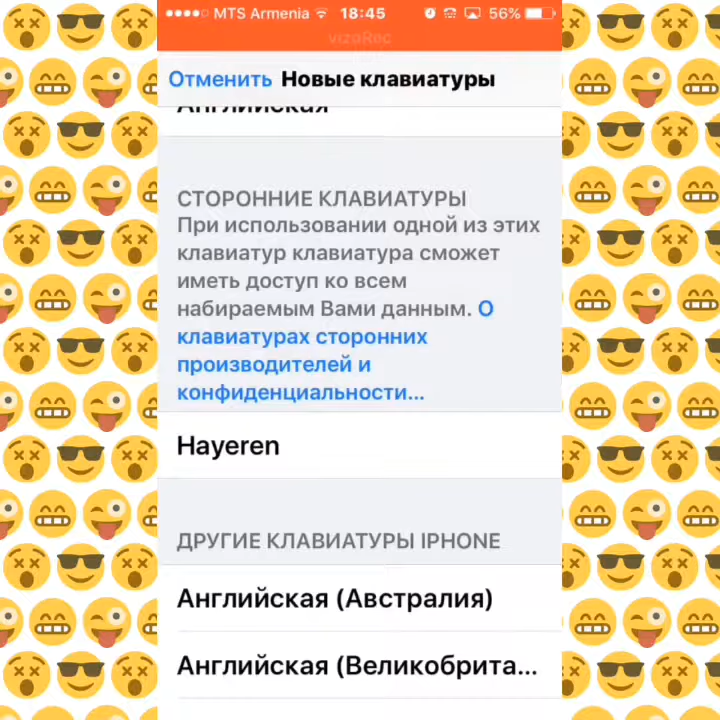 MTS Armenia 18:45 56%
vizaRec
Отменить Новые клавиатуры
Английская
СТОРОННИЕ КЛАВИАТУРЫ
При использовании одной из этих
клавиатур клавиатура сможет
иметь доступ ко всем
набираемым Вами данным. О
клавиатурах сторонних
производителей и
конфиденциальности...
Hayeren
ДРУГИЕ КЛАВИАТУРЫ IPHONE
Английская (Австралия)
Английская (Великобрита...